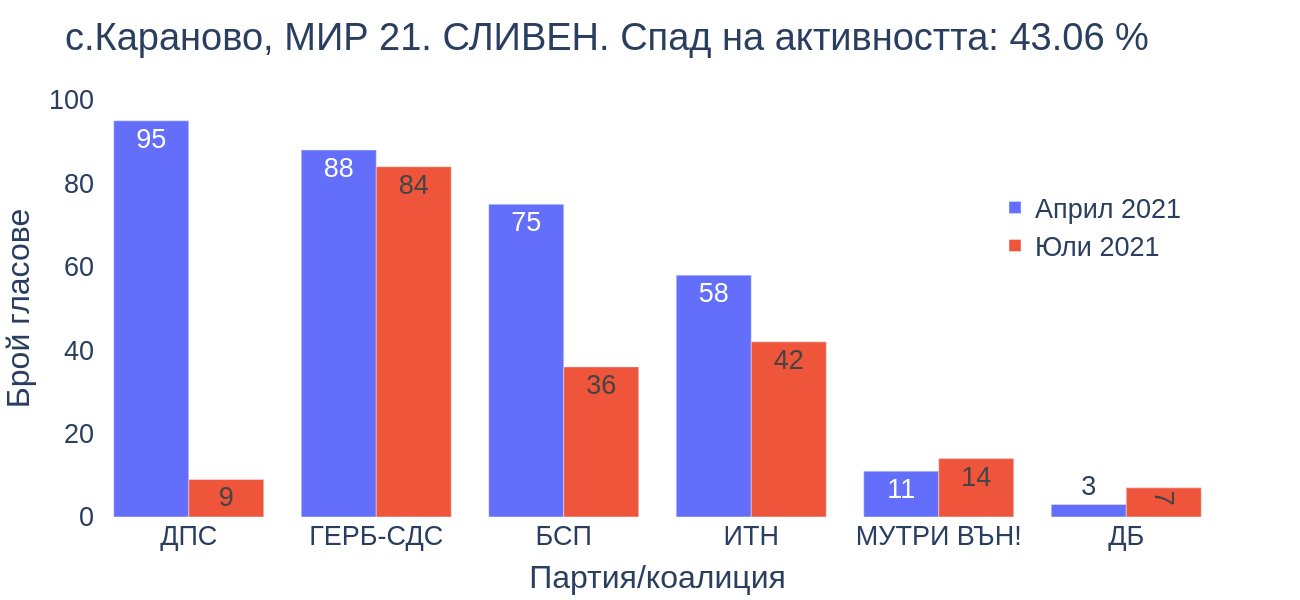 с.Караново, МИР 21. СЛИВЕН. Спад на активността: 43.06 %
Брой гласове
100
80
60
40
20
0
95
9
88
84
75
36
58
42
11
14
3
7
Април 2021
Юли 2021
ДПС
ГЕРБ-СДС
БСП
ИТН
МУТРИ ВЪН!
ДБ
Партия/коалиция